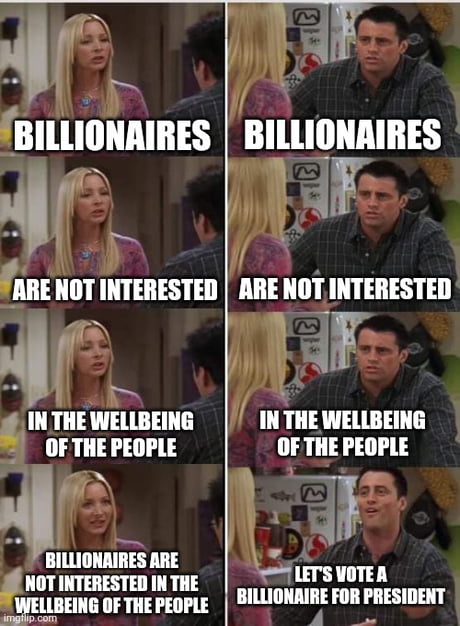 BILLIONAIRES
BILLIONAIRES
ARE NOT INTERESTED
ARE NOT INTERESTED
IN THE WELLBEING
OF THE PEOPLE
IN THE WELLBEING
OF THE PEOPLE
BILLIONAIRES ARE
NOT INTERESTED IN THE
WELLBEING OF THE PEOPLE
LET'S VOTE A
BILLIONAIRE FOR PRESIDENT
imgflip.com